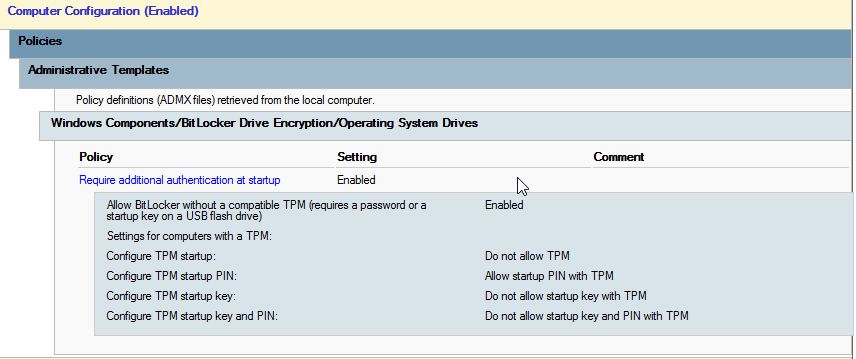 Computer Configuration (Enabled)
Policies
Administrative Templates
Policy definitions (ADMX files) retrieved from the local computer.
Windows Components/BitLocker Drive Encryption/Operating System Drives
Policy Setting Comment
Require additional authentication at startup Enabled
Allow BitLocker without a compatible TPM (requires a password or a Enabled
startup key on a USB flash drive)
Settings for computers with a TPM:
Configure TPM startup: Do not allow TPM
Configure TPM startup PIN: Allow startup PIN with TPM
Configure TPM startup key: Do not allow startup key with TPM
Configure TPM startup key and PIN: Do not allow startup key and PIN with TPM